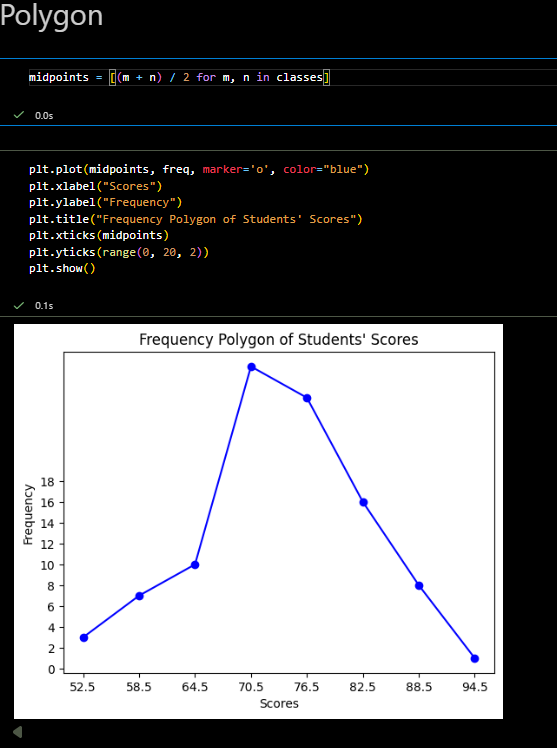 Polygon
midpoints = [(m + n) / 2 for m, n in classes]
0.0s
plt.plot(midpoints, freq, marker='o', color="blue")
plt.xlabel("Scores")
plt.ylabel("Frequency")
plt.title("Frequency Polygon of Students' Scores")
plt.xticks(midpoints)
plt.yticks(range(0, 20, 2))
plt.show()
0.1s
Frequency Polygon of Students' Scores
Frequency
18
16
14
12
10
8
6
4
2
0
52.5 58.5 64.5 70.5 76.5 82.5 88.5 94.5
Scores